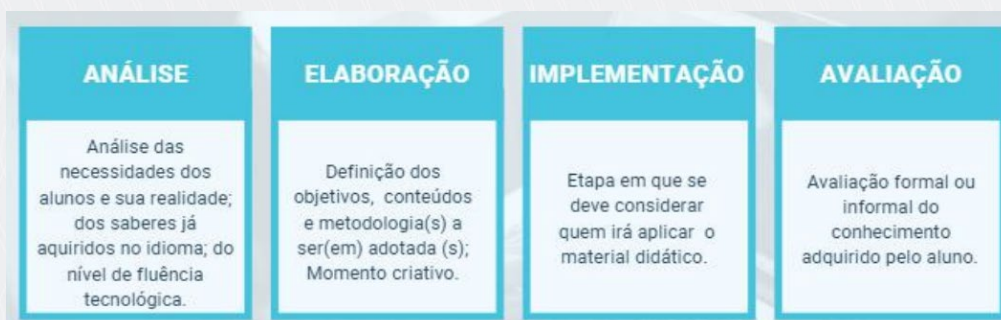 ANÁLISE
Análise das
necessidades dos
alunos e sua realidade;
dos saberes já
aquiridos no idioma; do
nível de fluência
tecnológica.
ELABORAÇÃO
Definição dos
objetivos, conteúdos
e metodologia(s) a
ser(em) adotada (s);
Momento criativo.
IMPLEMENTAÇÃO
Etapa em que se
deve considerar
quem irá aplicar o
material didático.
AVALIAÇÃO
Avaliação formal ou
informal do
conhecimento
adquirido pelo aluno.